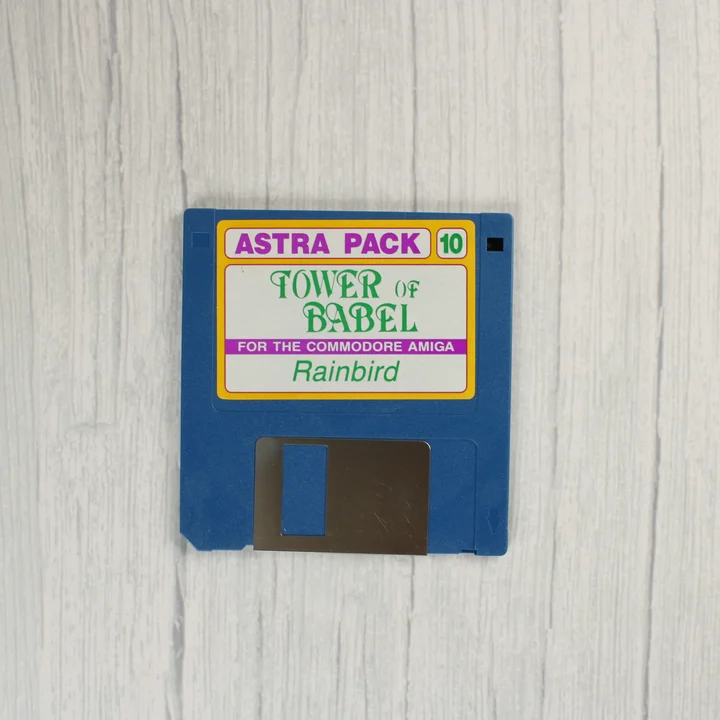 ASTRA PACK 10
TOWER OF
BABEL
FOR THE COMMODORE AMIGA
Rainbird